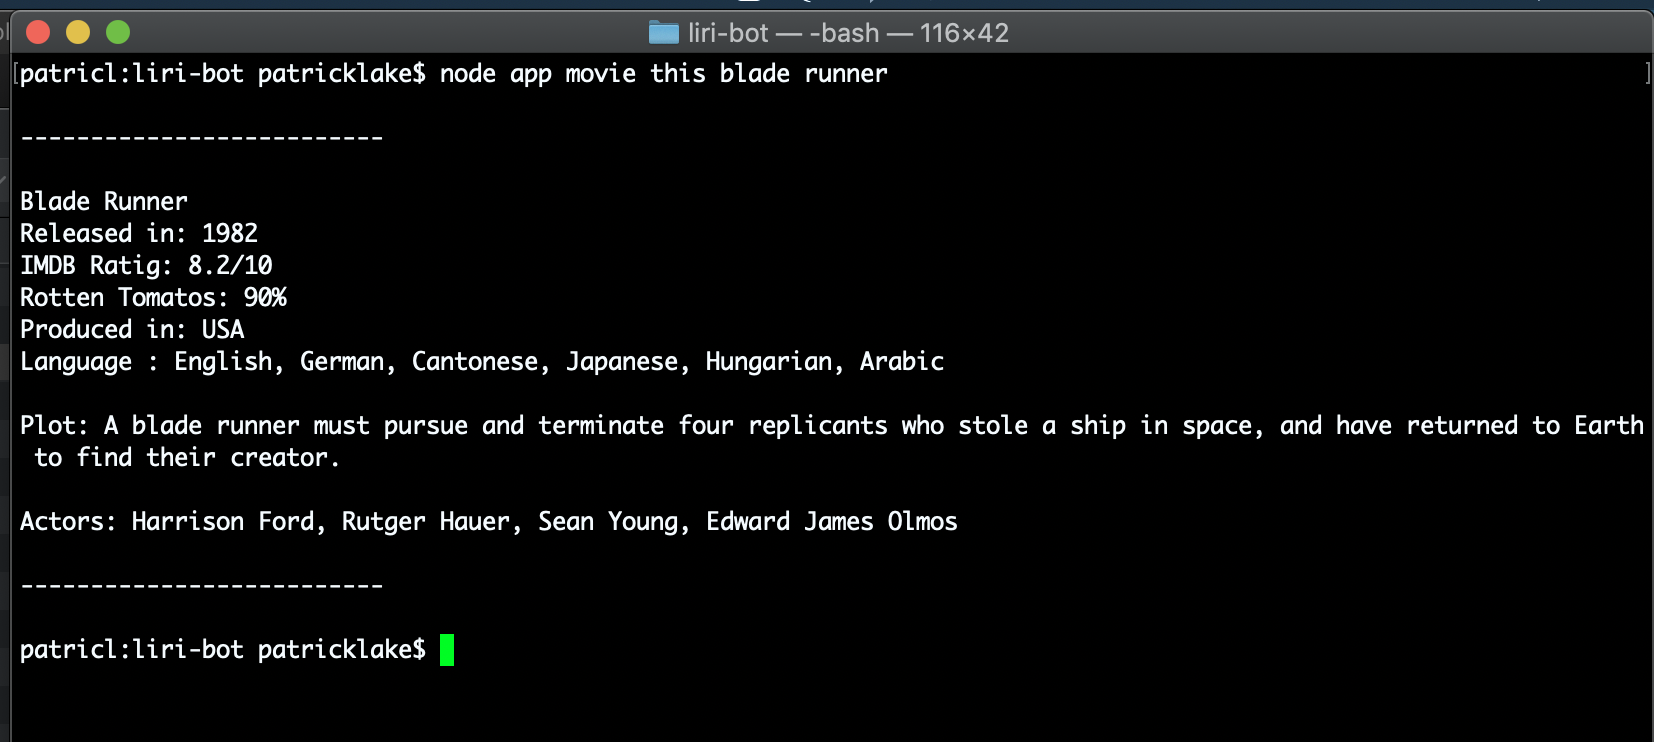 liri-bot — -bash — 116×42
[patricl:liri-bot patricklake$ node app movie this blade runner ]
--------------------------
Blade Runner
Released in: 1982
IMDB Ratig: 8.2/10
Rotten Tomatos: 90%
Produced in: USA
Language : English, German, Cantonese, Japanese, Hungarian, Arabic
Plot: A blade runner must pursue and terminate four replicants who stole a ship in space, and have returned to Earth
 to find their creator.
Actors: Harrison Ford, Rutger Hauer, Sean Young, Edward James Olmos
--------------------------
patricl:liri-bot patricklake$